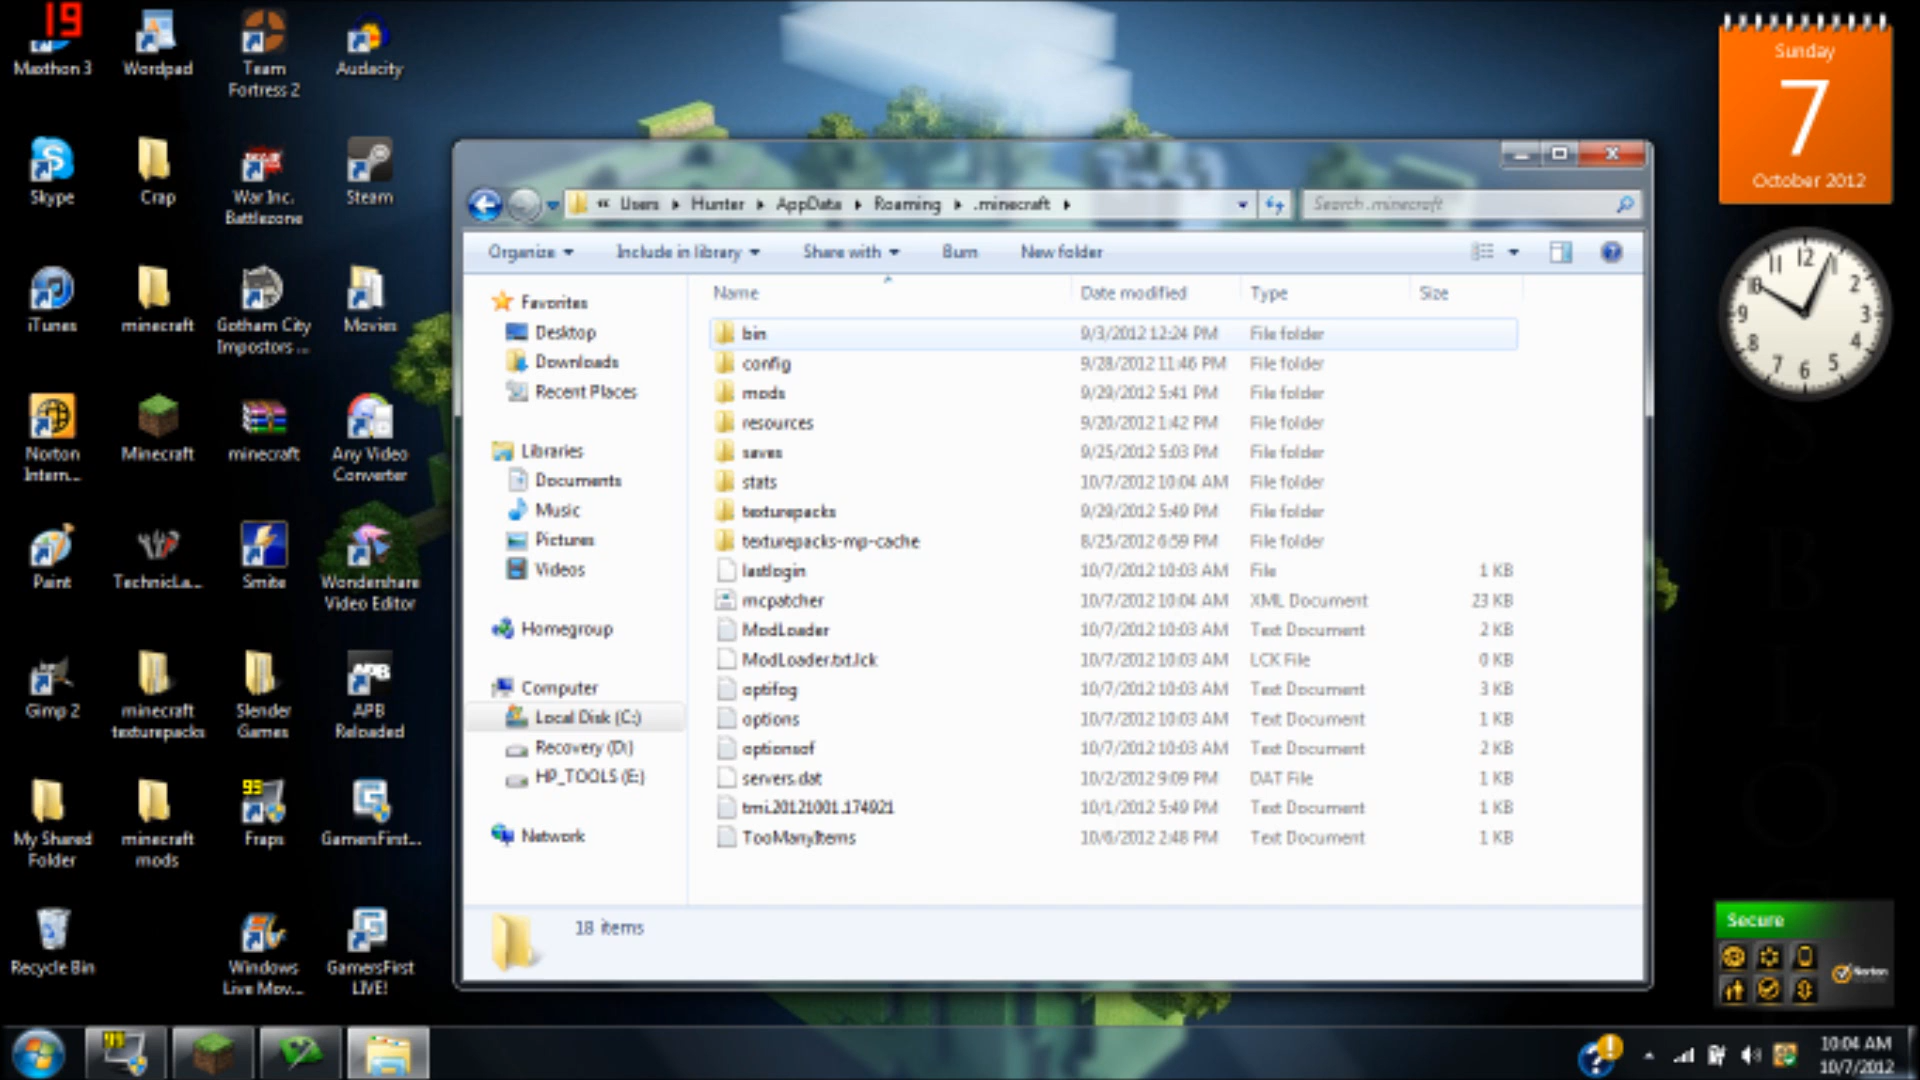 19
Maxthon 3
Wordpad
Team
Fortress 2
Audacity
Skype
Crap
War Inc.
Battlezone
Steam
iTunes
minecraft
Gotham City
Impostors ...
Movies
Norton
Intern...
Minecraft
minecraft
Any Video
Converter
Paint
TechnicLa...
Smite
Wondershare
Video Editor
Gimp 2
minecraft
texturepacks
Slender
Games
APB
Reloaded
My Shared
Folder
minecraft
mods
99
Fraps
GamersFirst...
Recycle Bin
Windows
Live Mov...
GamersFirst
LIVE!
« Users ▸ Hunter ▸ AppData ▸ Roaming ▸ .minecraft ▸
Search .minecraft
Organize
Include in library
Share with
Burn
New folder
Favorites
Desktop
Downloads
Recent Places
Libraries
Documents
Music
Pictures
Videos
Homegroup
Computer
Local Disk (C:)
Recovery (D:)
HP_TOOLS (E:)
Network
Name Date modified Type Size
bin 9/3/2012 12:24 PM File folder
config 9/28/2012 11:46 PM File folder
mods 9/29/2012 5:41 PM File folder
resources 9/20/2012 1:42 PM File folder
saves 9/25/2012 5:03 PM File folder
stats 10/7/2012 10:04 AM File folder
texturepacks 9/29/2012 5:49 PM File folder
texturepacks-mp-cache 8/25/2012 6:59 PM File folder
lastlogin 10/7/2012 10:03 AM File 1 KB
mcpatcher 10/7/2012 10:04 AM XML Document 23 KB
ModLoader 10/7/2012 10:03 AM Text Document 2 KB
ModLoader.txt.lck 10/7/2012 10:03 AM LCK File 0 KB
optifog 10/7/2012 10:03 AM Text Document 3 KB
options 10/7/2012 10:03 AM Text Document 1 KB
optionsof 10/7/2012 10:03 AM Text Document 2 KB
servers.dat 10/2/2012 9:09 PM DAT File 1 KB
tmi.20121001.174921 10/1/2012 5:49 PM Text Document 1 KB
TooManyItems 10/6/2012 2:48 PM Text Document 1 KB
18 items
Sunday
7
October 2012
12
11
2
10
9
3
8
4
7
6
5
Secure
Norton
99
10:04 AM
10/7/2012